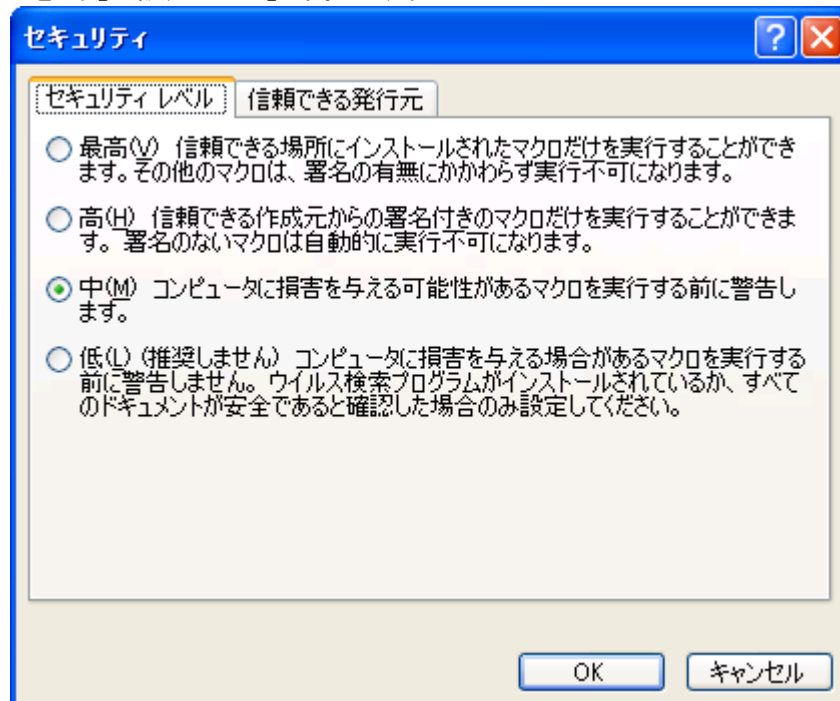 セキュリティ
セキュリティ レベル 信頼できる発行元
最高(V) 信頼できる場所にインストールされたマクロだけを実行することができ
ます。その他のマクロは、署名の有無にかかわらず実行不可になります。
高(H) 信頼できる作成元からの署名付きのマクロだけを実行することができま
す。 署名のないマクロは自動的に実行不可になります。
中(M) コンピュータに損害を与える可能性があるマクロを実行する前に警告し
ます。
低(L) (推奨しません) コンピュータに損害を与える場合があるマクロを実行する
前に警告しません。ウイルス検索プログラムがインストールされているか、すべて
のドキュメントが安全であると確認した場合のみ設定してください。
OK キャンセル